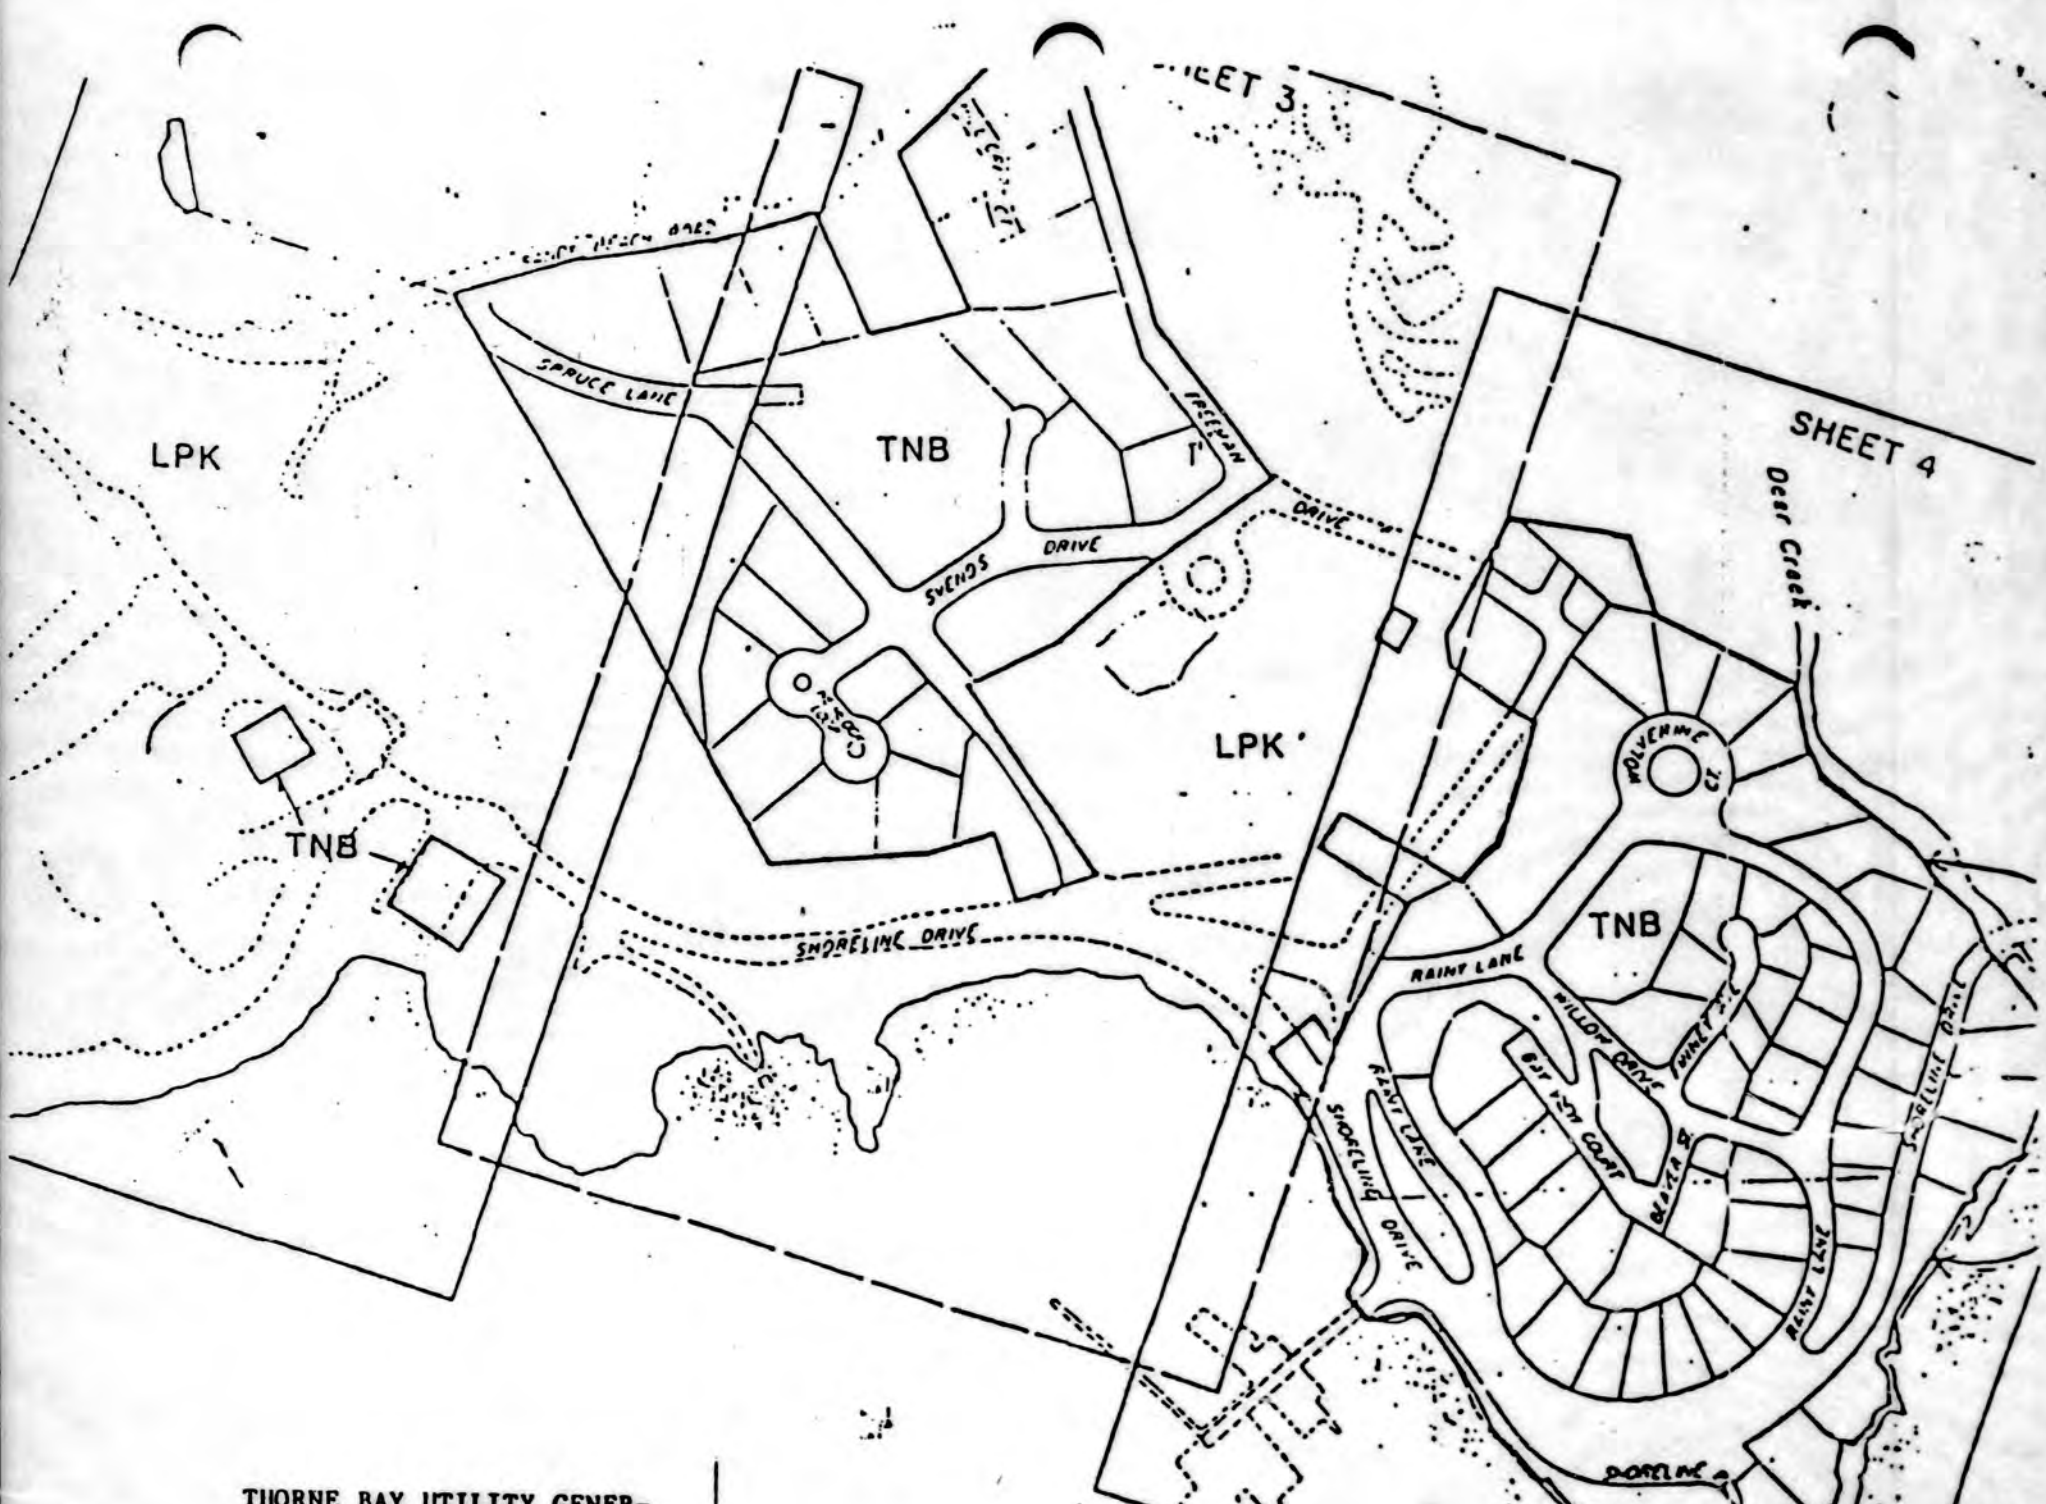 SHEET 3
SHEET 4
SPRUCE LANE
LPK
TNB
FREEMAN
DRIVE
Deer Creek
DRIVE
SVENDS
LPK
WOLVERINE
CT.
TNB
TNB
SHORELINE DRIVE
RAINY LANE
WILLOW DRIVE
SHORELINE DRIVE
COURT
RAINY LANE
SHORELINE
DRIVE
BEAVER
RAINY LANE
SHORELINE
THORNE BAY UTILITY GENER-